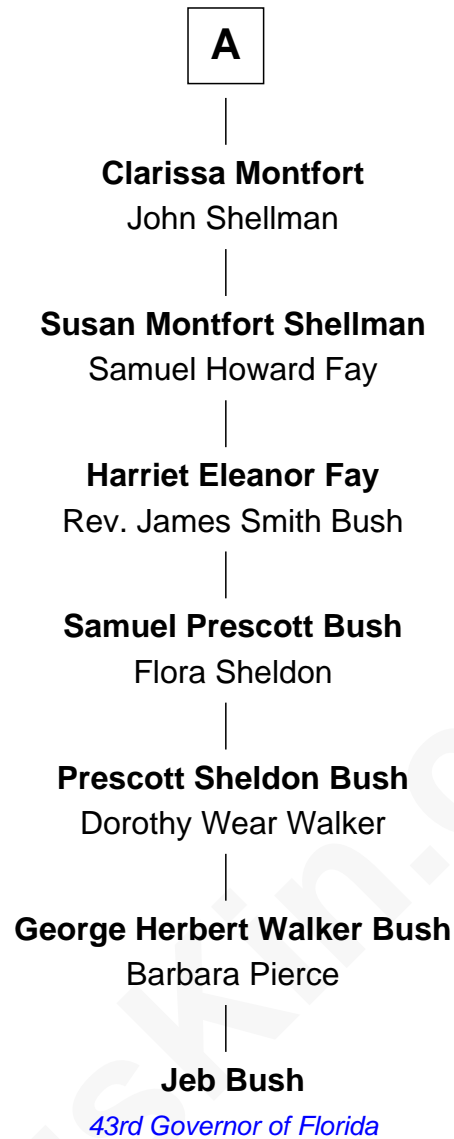 A
Clarissa Montfort
John Shellman
Susan Montfort Shellman
Samuel Howard Fay
Harriet Eleanor Fay
Rev. James Smith Bush
Samuel Prescott Bush
Flora Sheldon
Prescott Sheldon Bush
Dorothy Wear Walker
George Herbert Walker Bush
Barbara Pierce
Jeb Bush
43rd Governor of Florida